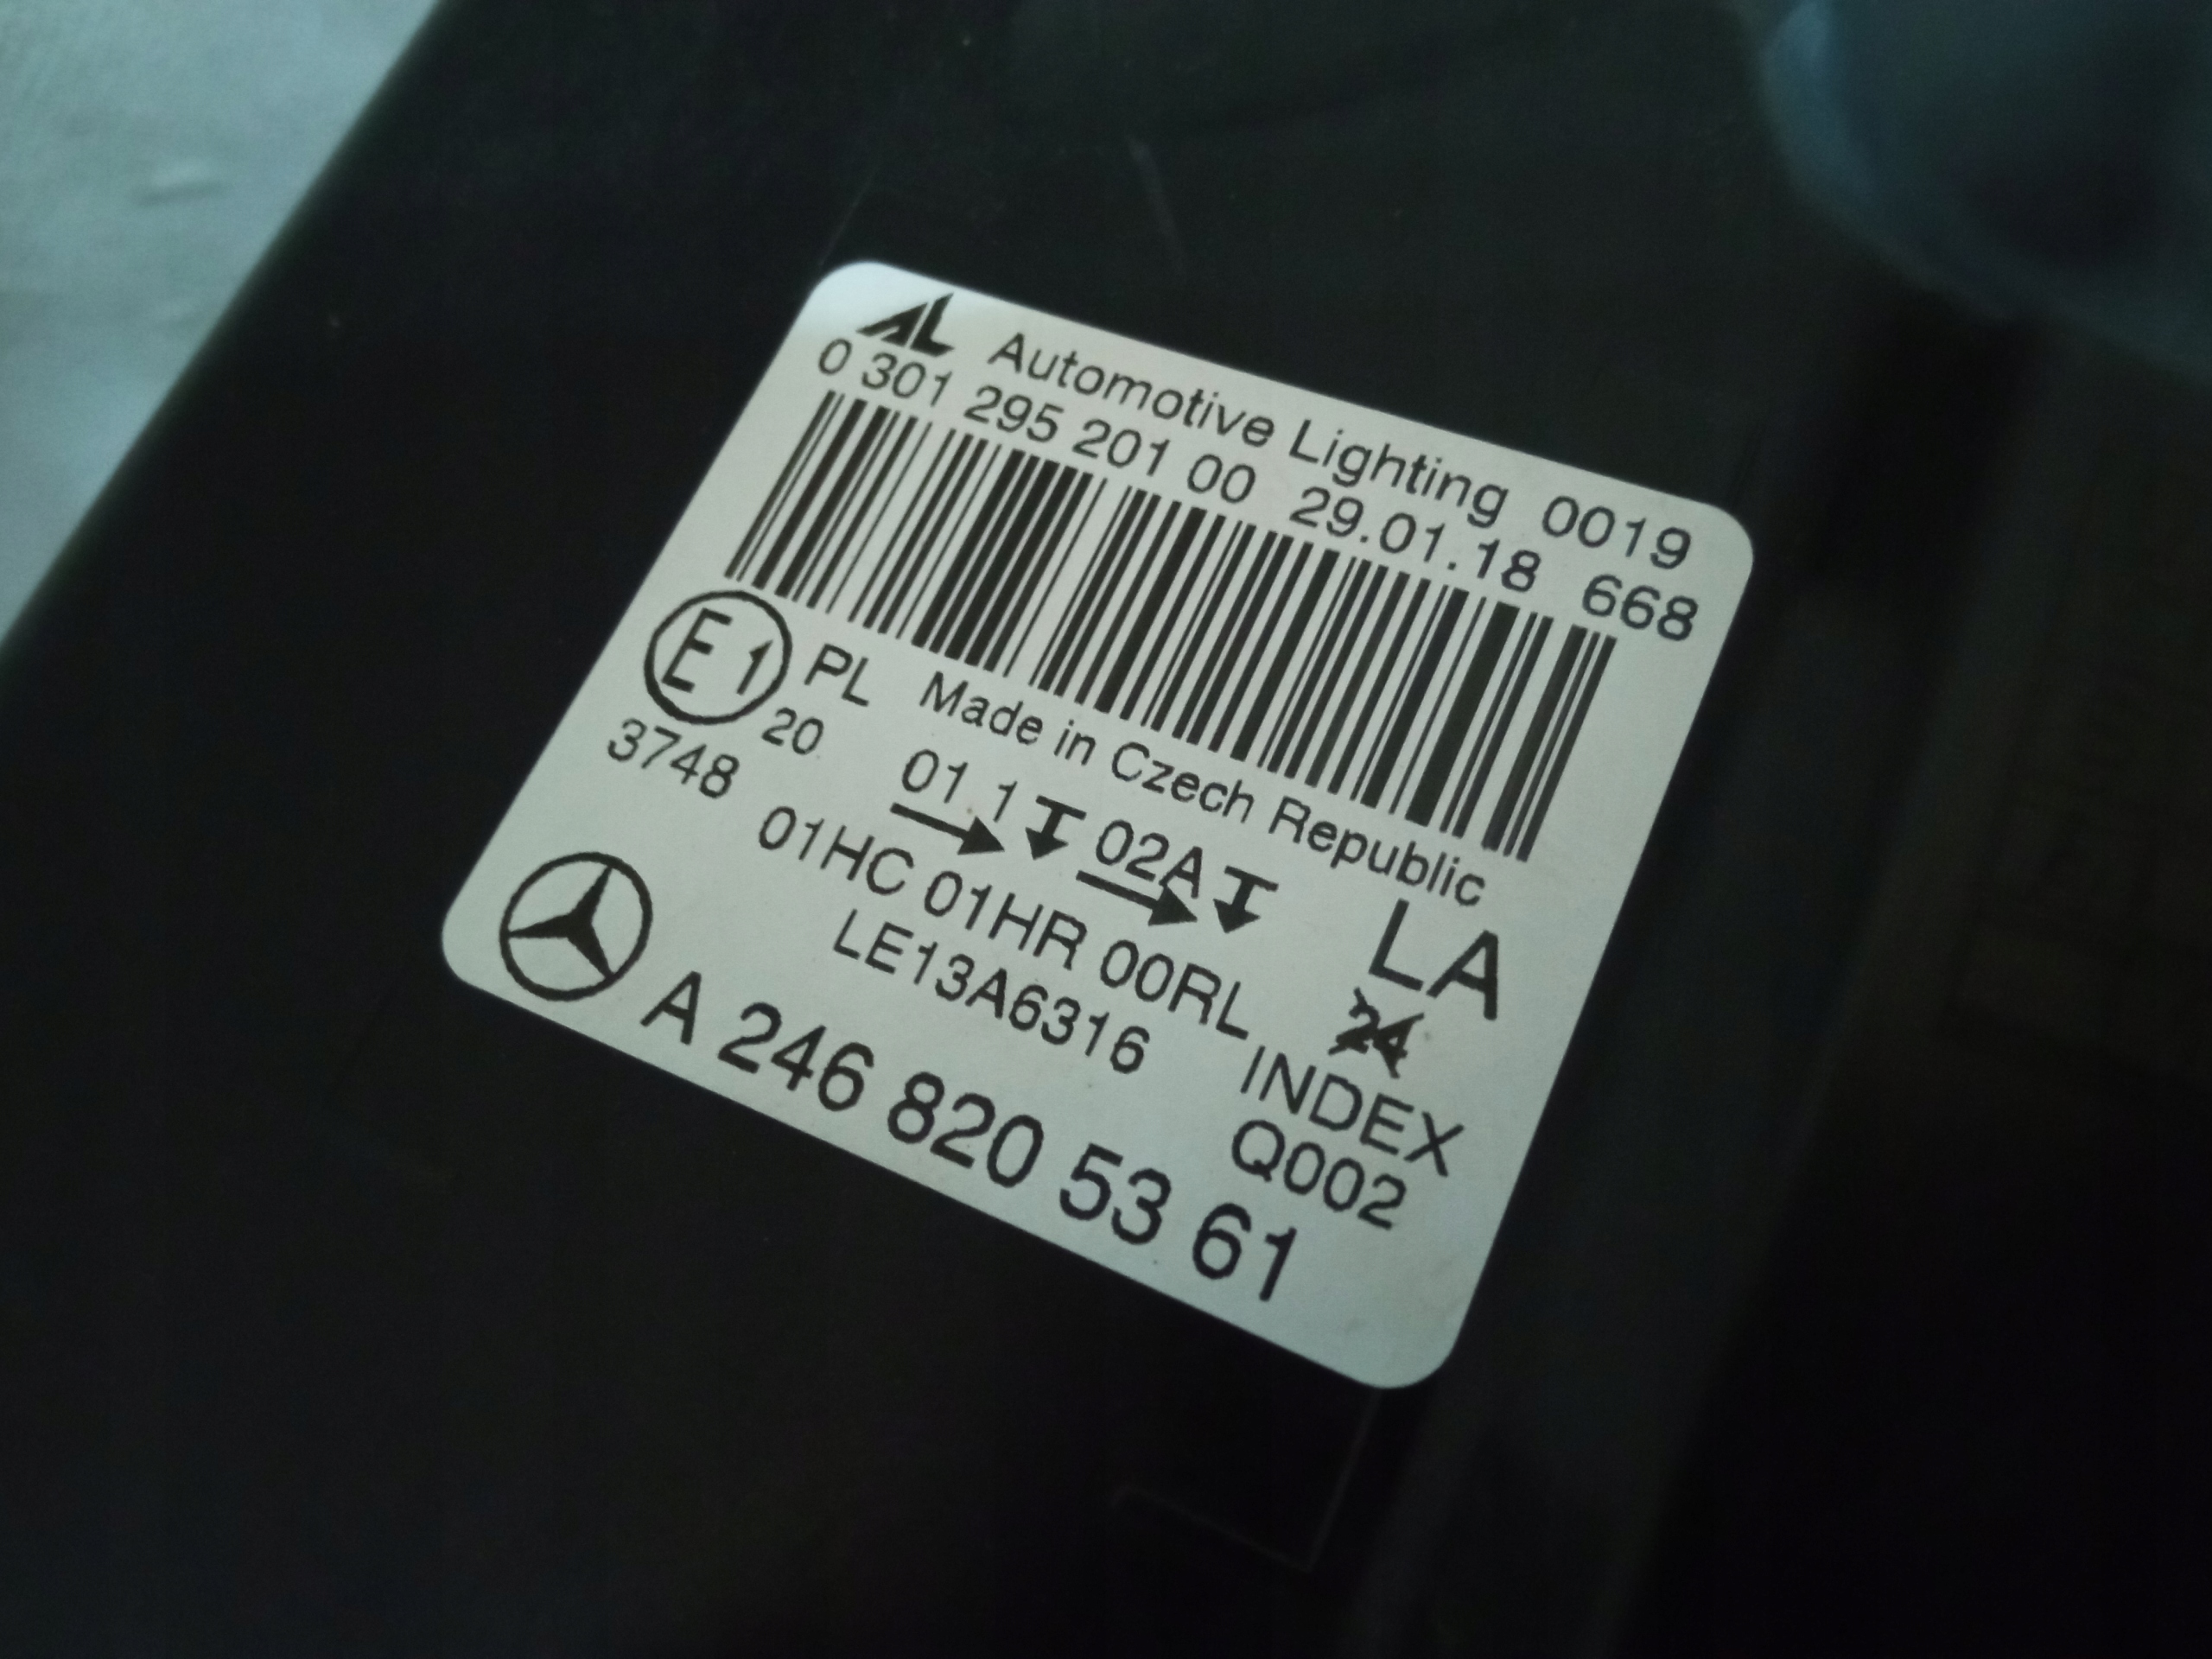 AL Automotive Lighting 0019
0 301 295 201 00 29.01.18 668
E1 PL Made in Czech Republic
20
3748
01 1 02A LA
01HC 01HR 00RL 24
LE13A6316 INDEX
Q002
A 246 820 53 61